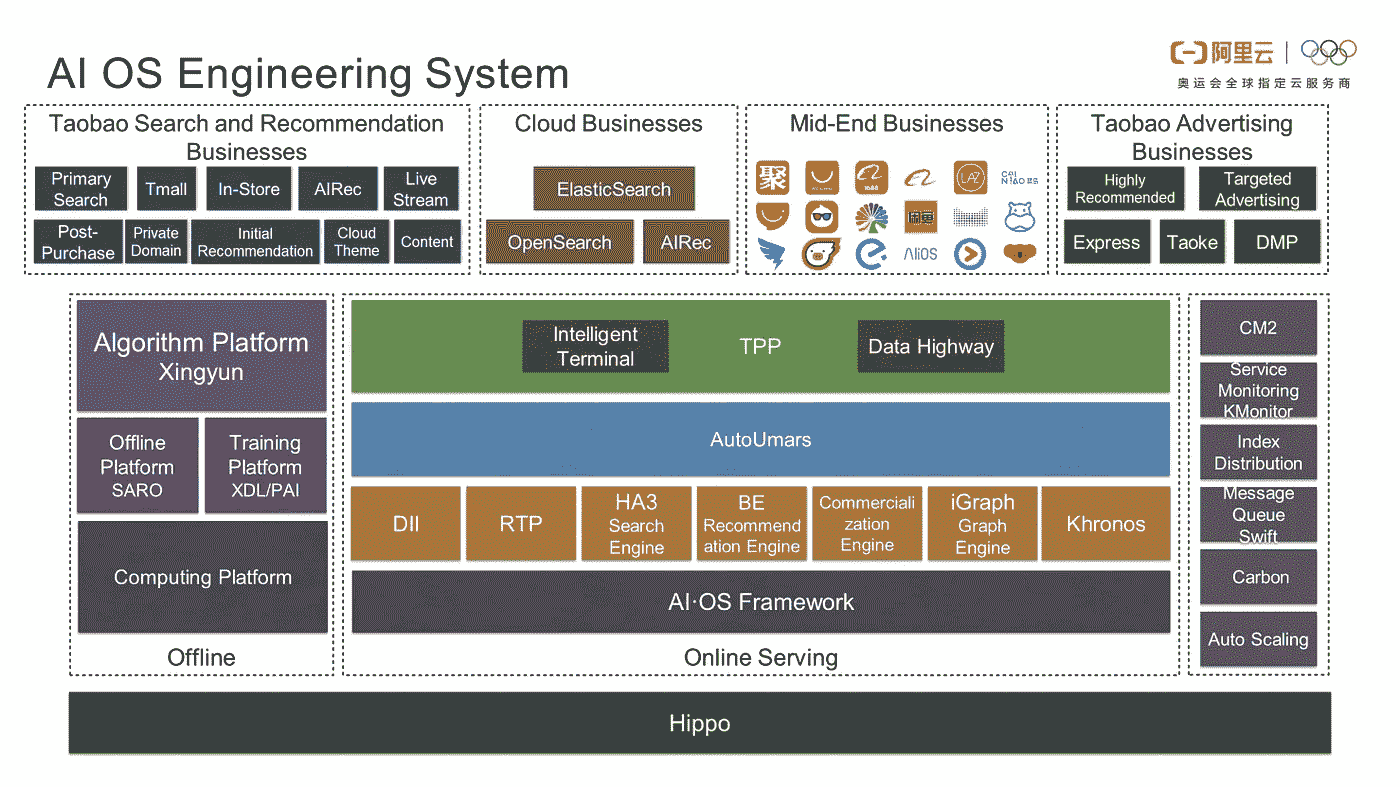 AI OS Engineering System
阿里云
奥运会全球指定云服务商
Taobao Search and Recommendation
Businesses
Primary
Search
Tmall
In-Store
AIRec
Live
Stream
Post-
Purchase
Private
Domain
Initial
Recommendation
Cloud
Theme
Content
Cloud Businesses
ElasticSearch
OpenSearch
AIRec
Mid-End Businesses
聚
1688
LAZ
CAI
NIAO
AliOS
Taobao Advertising
Businesses
Highly
Recommended
Targeted
Advertising
Express
Taoke
DMP
Algorithm Platform
Xingyun
Offline
Platform
SARO
Training
Platform
XDL/PAI
Computing Platform
Offline
Intelligent
Terminal
TPP
Data Highway
AutoUmars
DII
RTP
HA3
Search
Engine
BE
Recommend
ation Engine
Commerciali
zation
Engine
iGraph
Graph
Engine
Khronos
AI·OS Framework
Online Serving
CM2
Service
Monitoring
KMonitor
Index
Distribution
Message
Queue
Swift
Carbon
Auto Scaling
Hippo